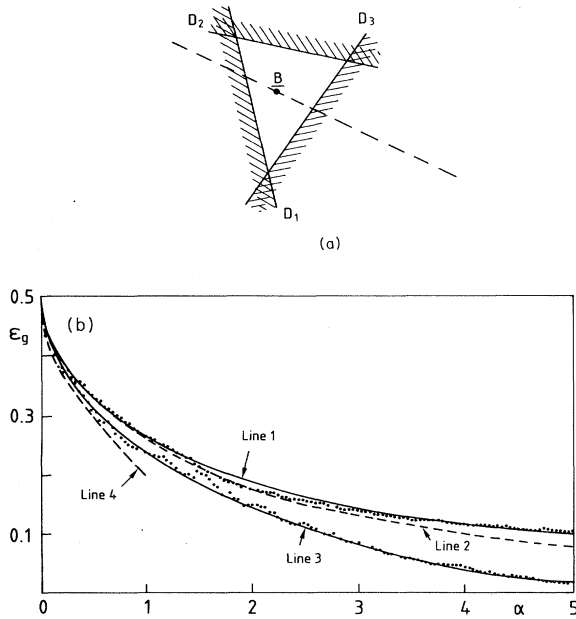 D₂
D₃
B
D₁
(a)
0.5
εg
(b)
0.3
Line 1
Line 4
Line 2
0.1
Line 3
0 1 2 3 4 α 5